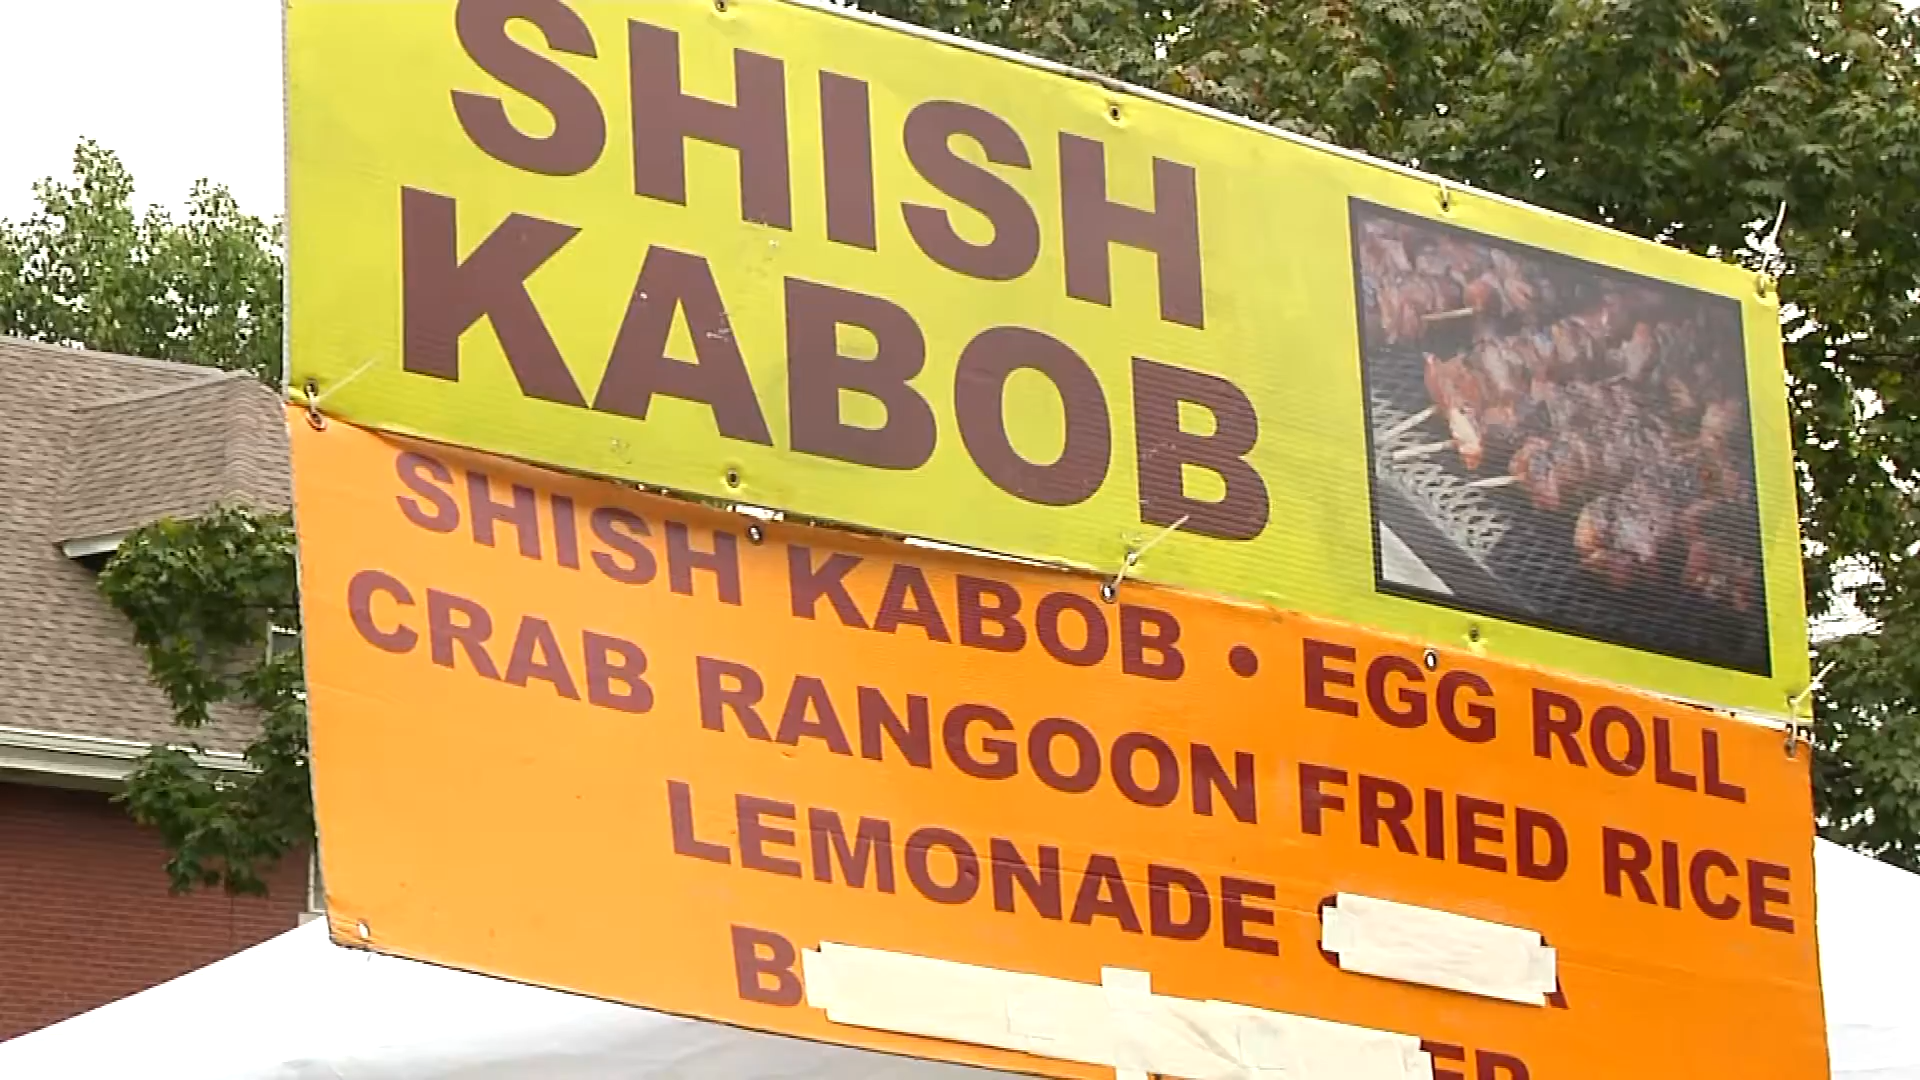 SHISH
KABOB
SHISH KABOB • EGG ROLL
CRAB RANGOON FRIED RICE
LEMONADE